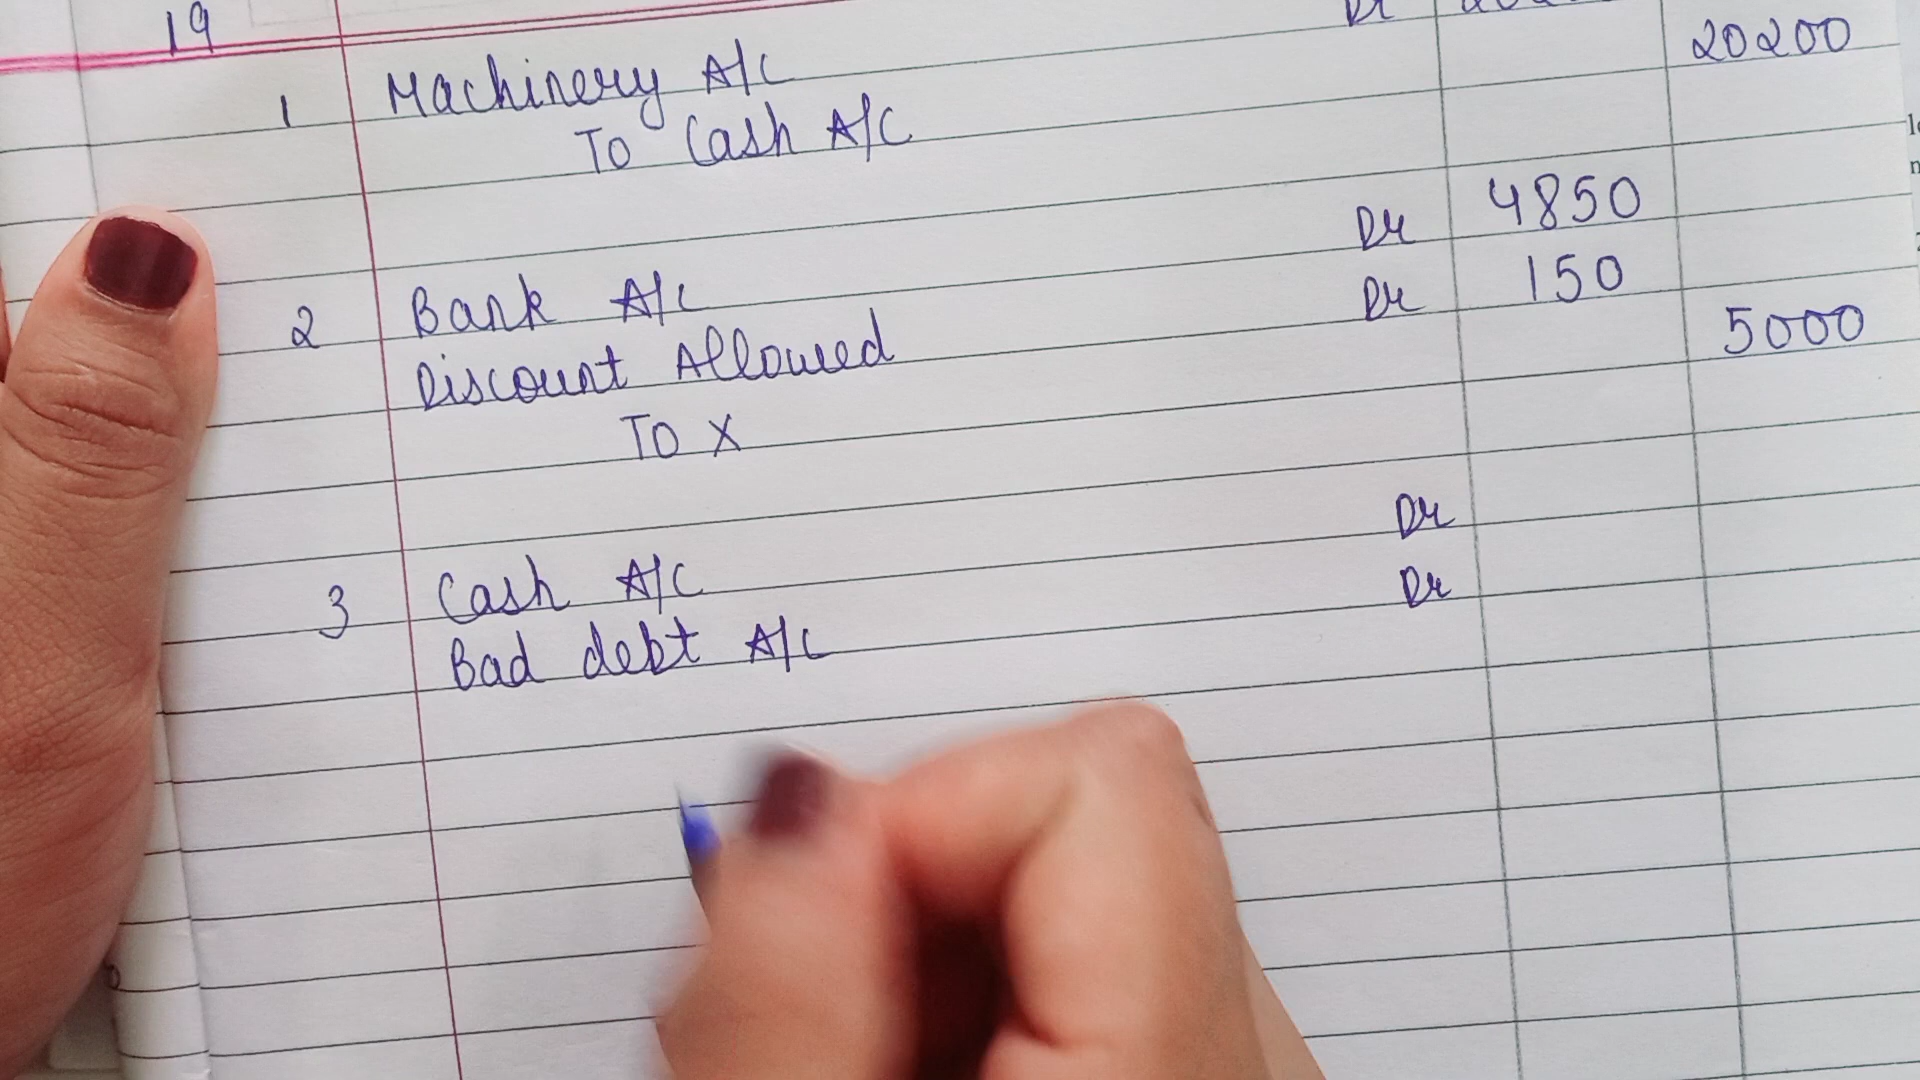 19 Dr
1 Machinery A/C 20200
To Cash A/C
2 Bank A/C Dr 4850
Discount Allowed Dr 150
To X 5000
3 Cash A/C Dr
Bad debt A/C Dr